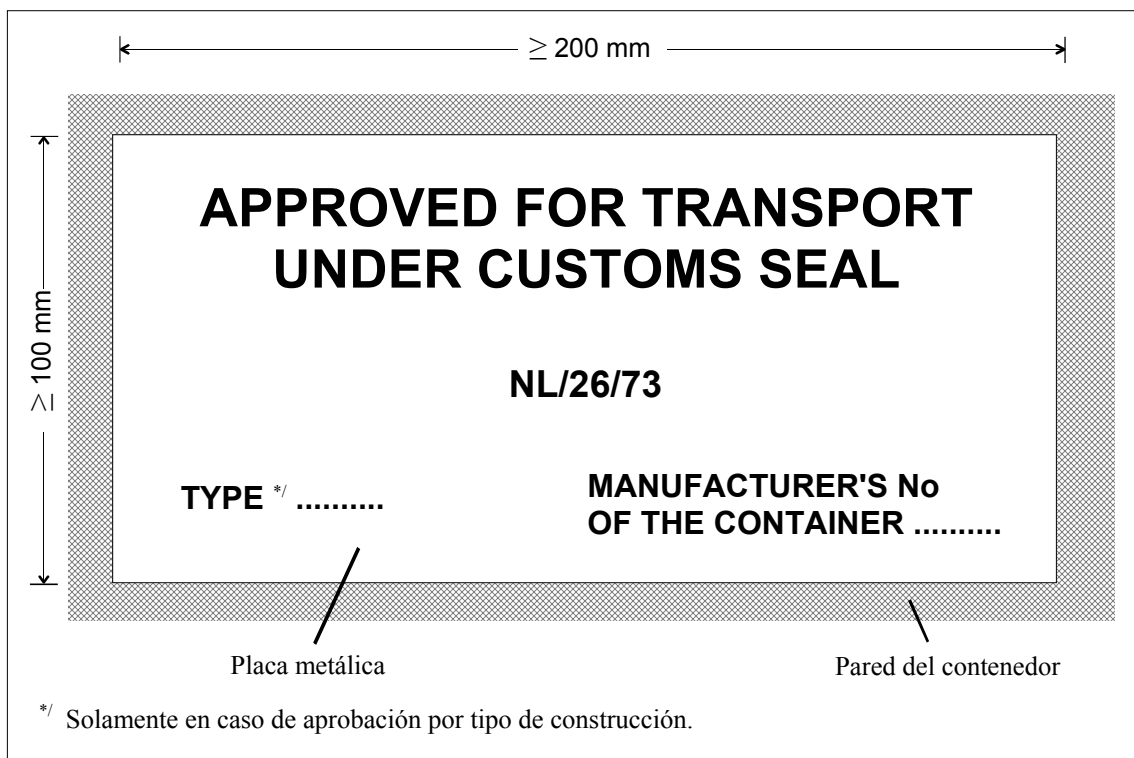 ≥ 200 mm
≥ 100 mm
APPROVED FOR TRANSPORT
UNDER CUSTOMS SEAL
NL/26/73
TYPE */ ..........
MANUFACTURER'S No
OF THE CONTAINER ..........
Placa metálica
Pared del contenedor
*/ Solamente en caso de aprobación por tipo de construcción.